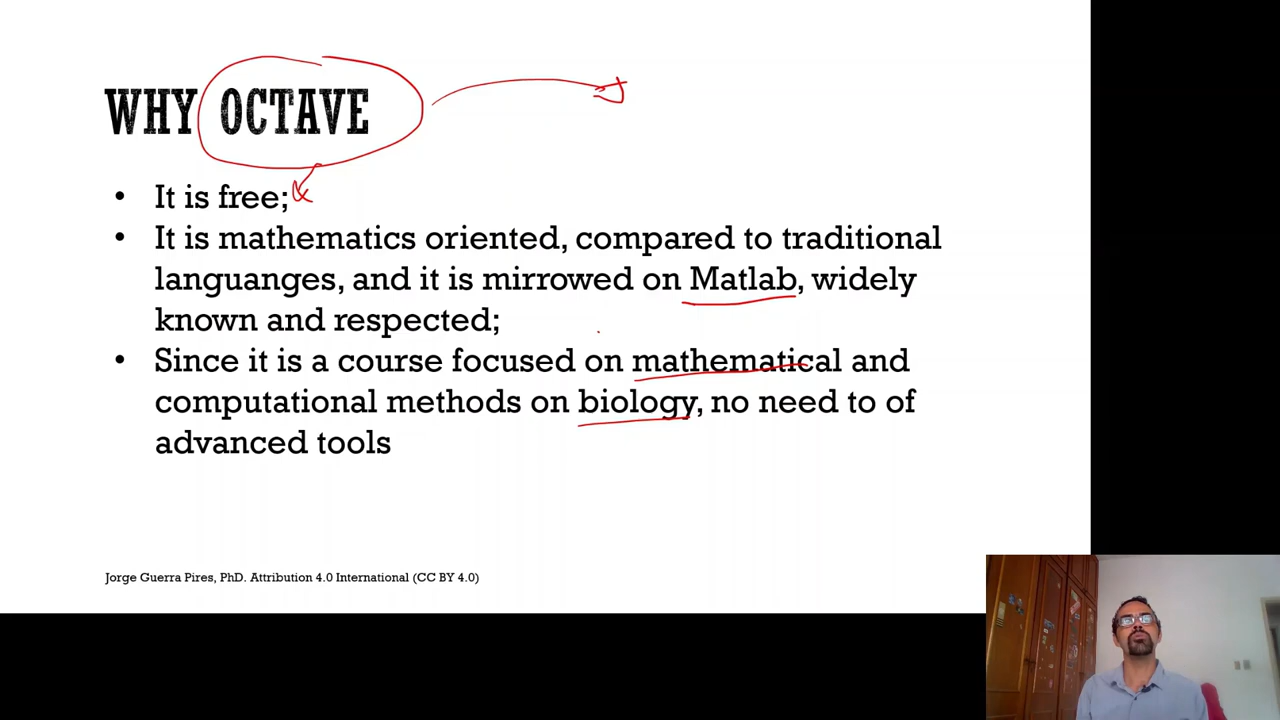 WHY OCTAVE
• It is free;
• It is mathematics oriented, compared to traditional
languanges, and it is mirrowed on Matlab, widely
known and respected;
• Since it is a course focused on mathematical and
computational methods on biology, no need to of
advanced tools
Jorge Guerra Pires, PhD. Attribution 4.0 International (CC BY 4.0)